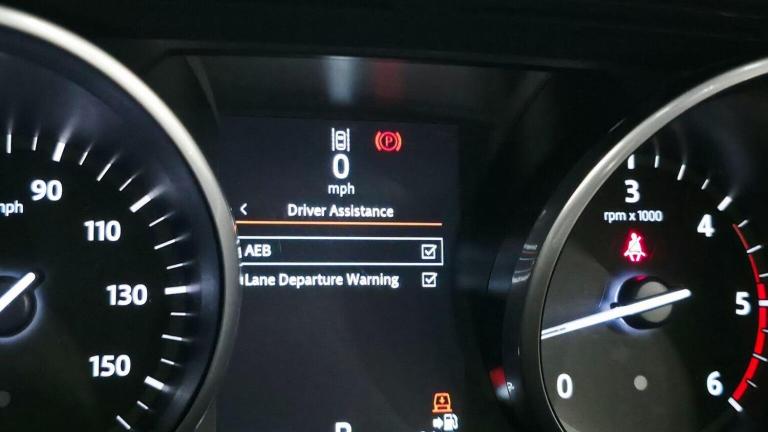 P
0
mph
< Driver Assistance
AEB
Lane Departure Warning
90
mph
110
130
150
3
rpm x 1000
4
5
0
6